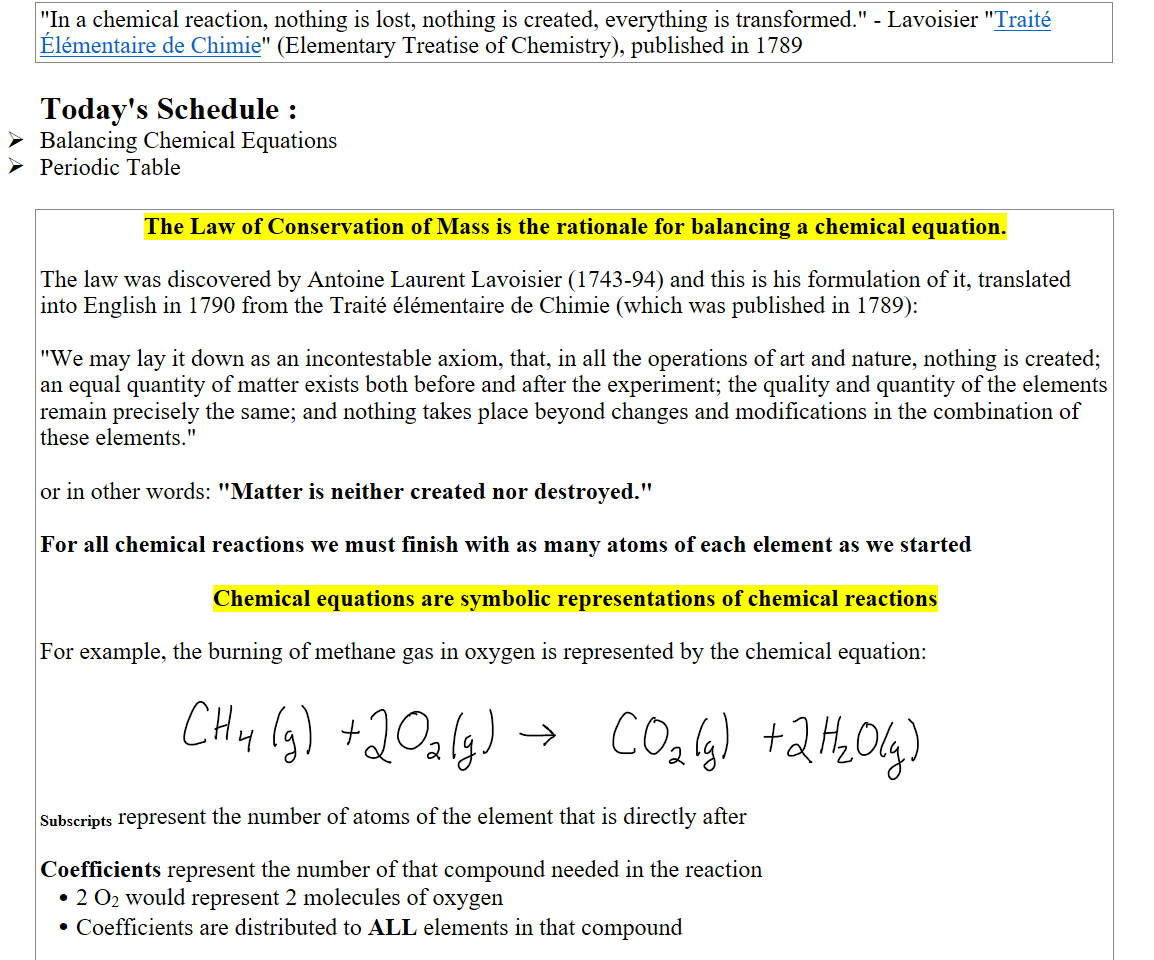 "In a chemical reaction, nothing is lost, nothing is created, everything is transformed." - Lavoisier "Traité
Élémentaire de Chimie" (Elementary Treatise of Chemistry), published in 1789
Today's Schedule :
➢ Balancing Chemical Equations
➢ Periodic Table
The Law of Conservation of Mass is the rationale for balancing a chemical equation.
The law was discovered by Antoine Laurent Lavoisier (1743-94) and this is his formulation of it, translated
into English in 1790 from the Traité élémentaire de Chimie (which was published in 1789):
"We may lay it down as an incontestable axiom, that, in all the operations of art and nature, nothing is created;
an equal quantity of matter exists both before and after the experiment; the quality and quantity of the elements
remain precisely the same; and nothing takes place beyond changes and modifications in the combination of
these elements."
or in other words: "Matter is neither created nor destroyed."
For all chemical reactions we must finish with as many atoms of each element as we started
Chemical equations are symbolic representations of chemical reactions
For example, the burning of methane gas in oxygen is represented by the chemical equation:
CH₄(g) + 2O₂(g) → CO₂(g) + 2H₂O(g)
Subscripts represent the number of atoms of the element that is directly after
Coefficients represent the number of that compound needed in the reaction
• 2 O₂ would represent 2 molecules of oxygen
• Coefficients are distributed to ALL elements in that compound